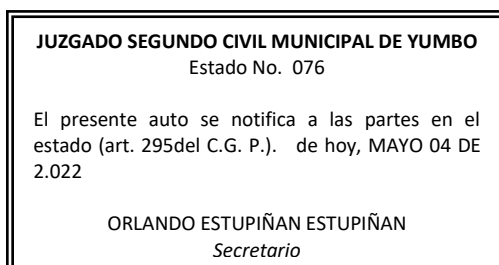 JUZGADO SEGUNDO CIVIL MUNICIPAL DE YUMBO
Estado No. 076
El presente auto se notifica a las partes en el
estado (art. 295del C.G. P.). de hoy, MAYO 04 DE
2.022
ORLANDO ESTUPIÑAN ESTUPIÑAN
Secretario